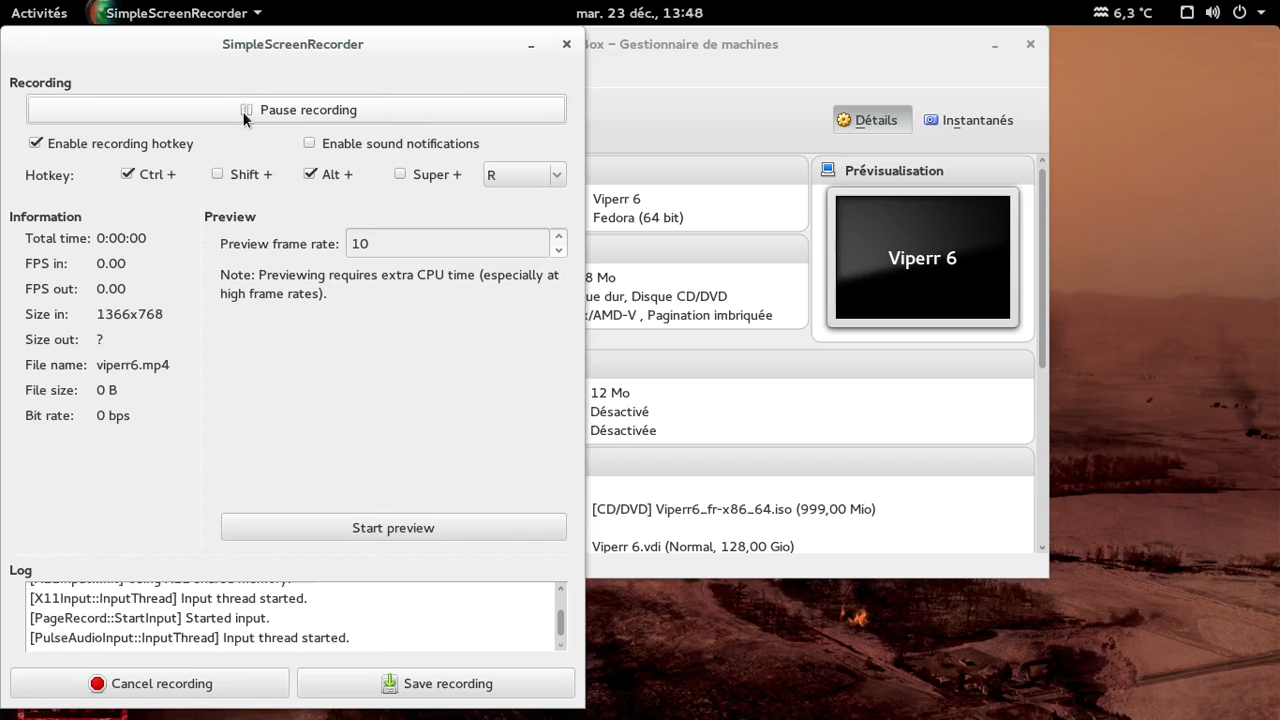 Activités SimpleScreenRecorder mar. 23 déc., 13:48 6,3 °C
SimpleScreenRecorder
Recording
Pause recording
Enable recording hotkey Enable sound notifications
Hotkey: Ctrl + Shift + Alt + Super + R
Information
Total time: 0:00:00
FPS in: 0.00
FPS out: 0.00
Size in: 1366x768
Size out: ?
File name: viperr6.mp4
File size: 0 B
Bit rate: 0 bps
Preview
Preview frame rate: 10
Note: Previewing requires extra CPU time (especially at
high frame rates).
Start preview
Log
[X11Input::InputThread] Input thread started.
[PageRecord::StartInput] Started input.
[PulseAudioInput::InputThread] Input thread started.
Cancel recording Save recording
Box – Gestionnaire de machines
Détails Instantanés
Viperr 6
Fedora (64 bit)
8 Mo
ue dur, Disque CD/DVD
x/AMD-V , Pagination imbriquée
Prévisualisation
Viperr 6
12 Mo
Désactivé
Désactivée
[CD/DVD] Viperr6_fr-x86_64.iso (999,00 Mio)
Viperr 6.vdi (Normal, 128,00 Gio)